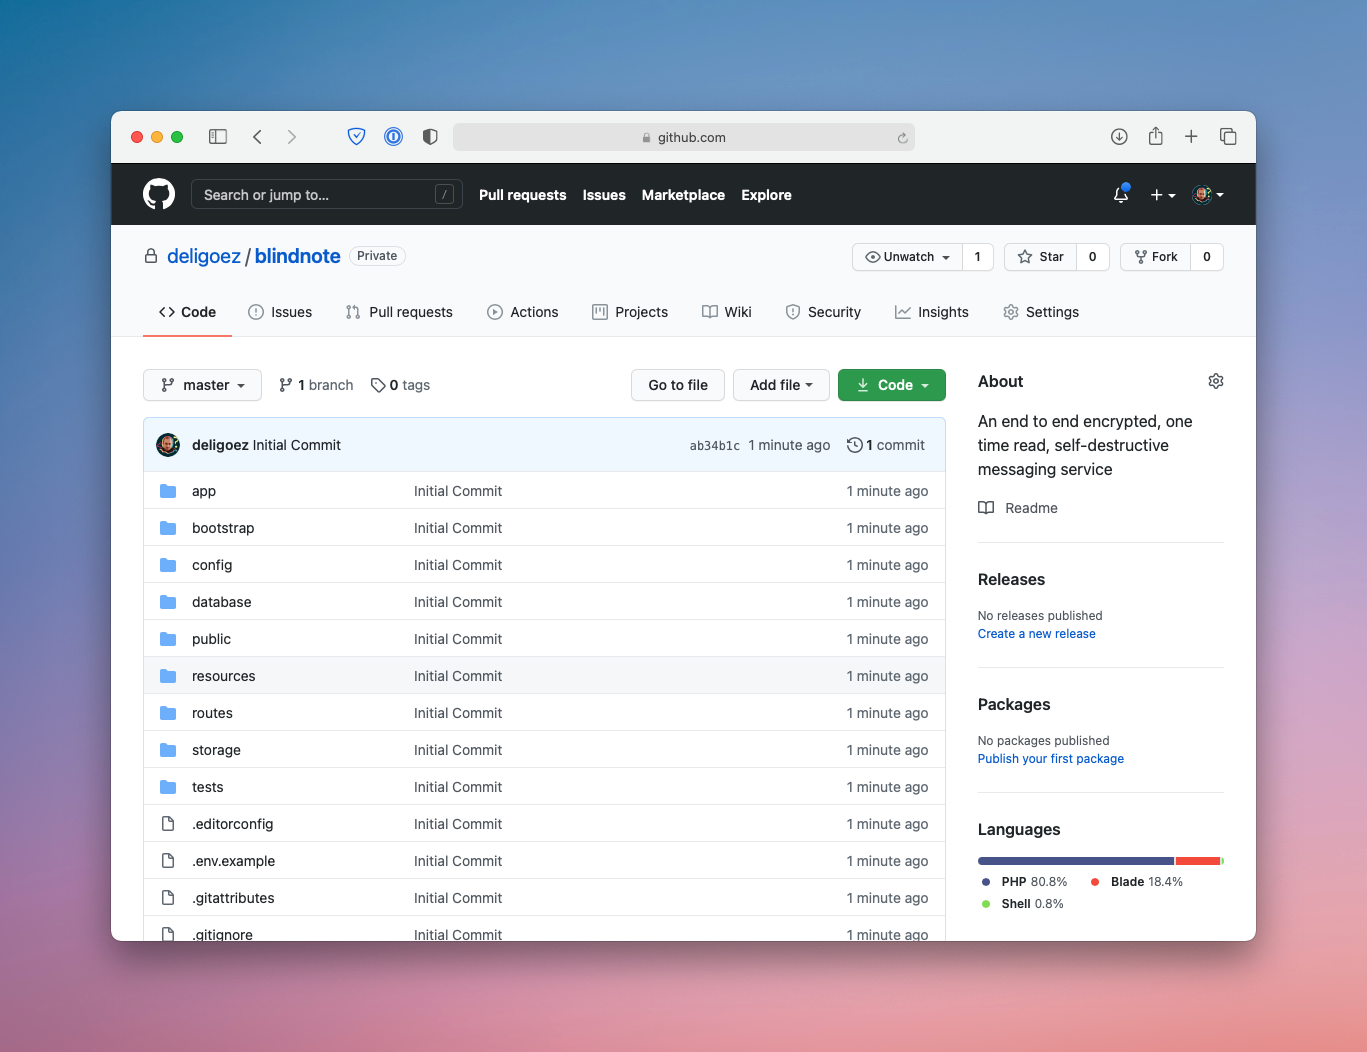 github.com
Search or jump to... /
Pull requests Issues Marketplace Explore
deligoez / blindnote Private
Unwatch 1 Star 0 Fork 0
Code Issues Pull requests Actions Projects Wiki Security Insights Settings
master 1 branch 0 tags Go to file Add file Code
deligoez Initial Commit ab34b1c 1 minute ago 1 commit
app Initial Commit 1 minute ago
bootstrap Initial Commit 1 minute ago
config Initial Commit 1 minute ago
database Initial Commit 1 minute ago
public Initial Commit 1 minute ago
resources Initial Commit 1 minute ago
routes Initial Commit 1 minute ago
storage Initial Commit 1 minute ago
tests Initial Commit 1 minute ago
.editorconfig Initial Commit 1 minute ago
.env.example Initial Commit 1 minute ago
.gitattributes Initial Commit 1 minute ago
.gitignore Initial Commit 1 minute ago
About
An end to end encrypted, one
time read, self-destructive
messaging service
Readme
Releases
No releases published
Create a new release
Packages
No packages published
Publish your first package
Languages
PHP 80.8% Blade 18.4%
Shell 0.8%